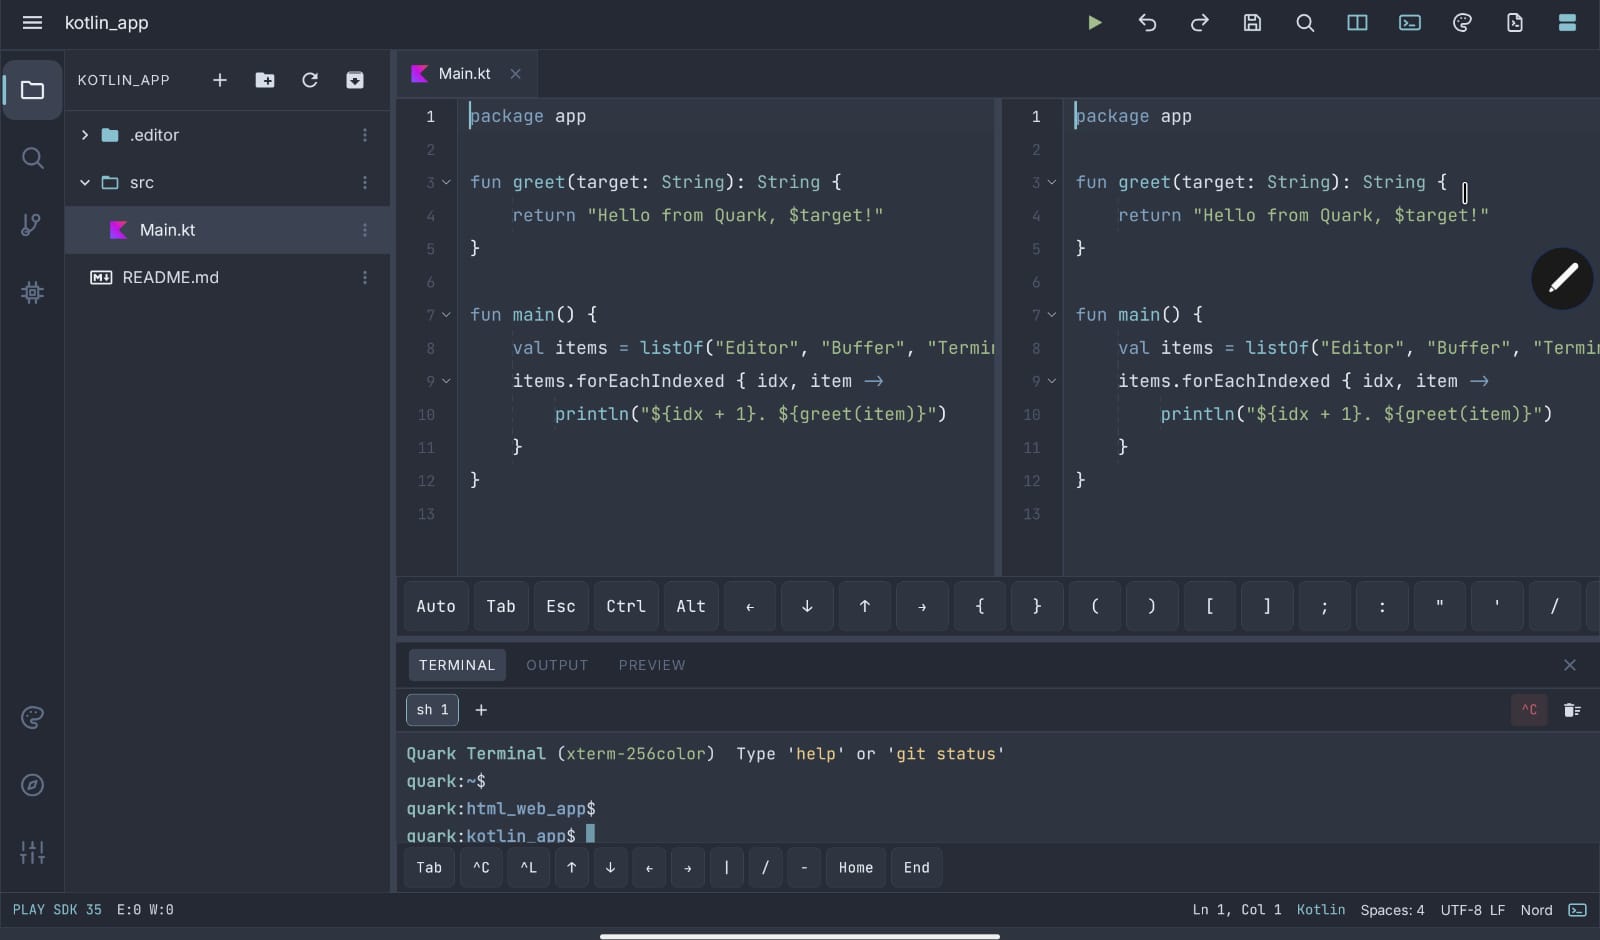 kotlin_app
KOTLIN_APP
.editor
src
Main.kt
README.md
Main.kt
1 package app
2
3 fun greet(target: String): String {
4 return "Hello from Quark, $target!"
5 }
6
7 fun main() {
8 val items = listOf("Editor", "Buffer", "Termin
9 items.forEachIndexed { idx, item ->
10 println("${idx + 1}. ${greet(item)}")
11 }
12 }
13
1 package app
2
3 fun greet(target: String): String {
4 return "Hello from Quark, $target!"
5 }
6
7 fun main() {
8 val items = listOf("Editor", "Buffer", "Termi
9 items.forEachIndexed { idx, item ->
10 println("${idx + 1}. ${greet(item)}")
11 }
12 }
13
Auto Tab Esc Ctrl Alt ← ↓ ↑ → { } ( ) [ ] ; : " ' /
TERMINAL OUTPUT PREVIEW
sh 1 + ^C
Quark Terminal (xterm-256color) Type 'help' or 'git status'
quark:~$
quark:html_web_app$
quark:kotlin_app$
Tab ^C ^L ↑ ↓ ← → | / - Home End
PLAY SDK 35 E:0 W:0 Ln 1, Col 1 Kotlin Spaces: 4 UTF-8 LF Nord